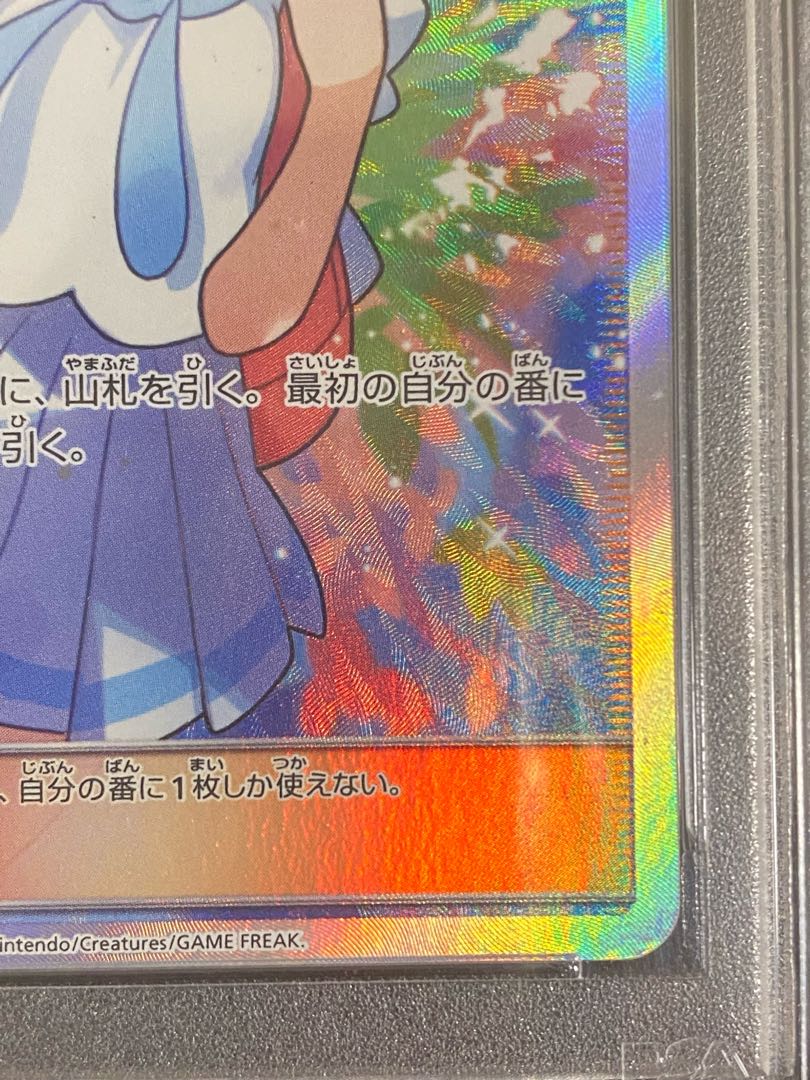 に、山札を引く。最初の自分の番に
引く。
、自分の番に1枚しか使えない。
intendo/Creatures/GAME FREAK.
PSA